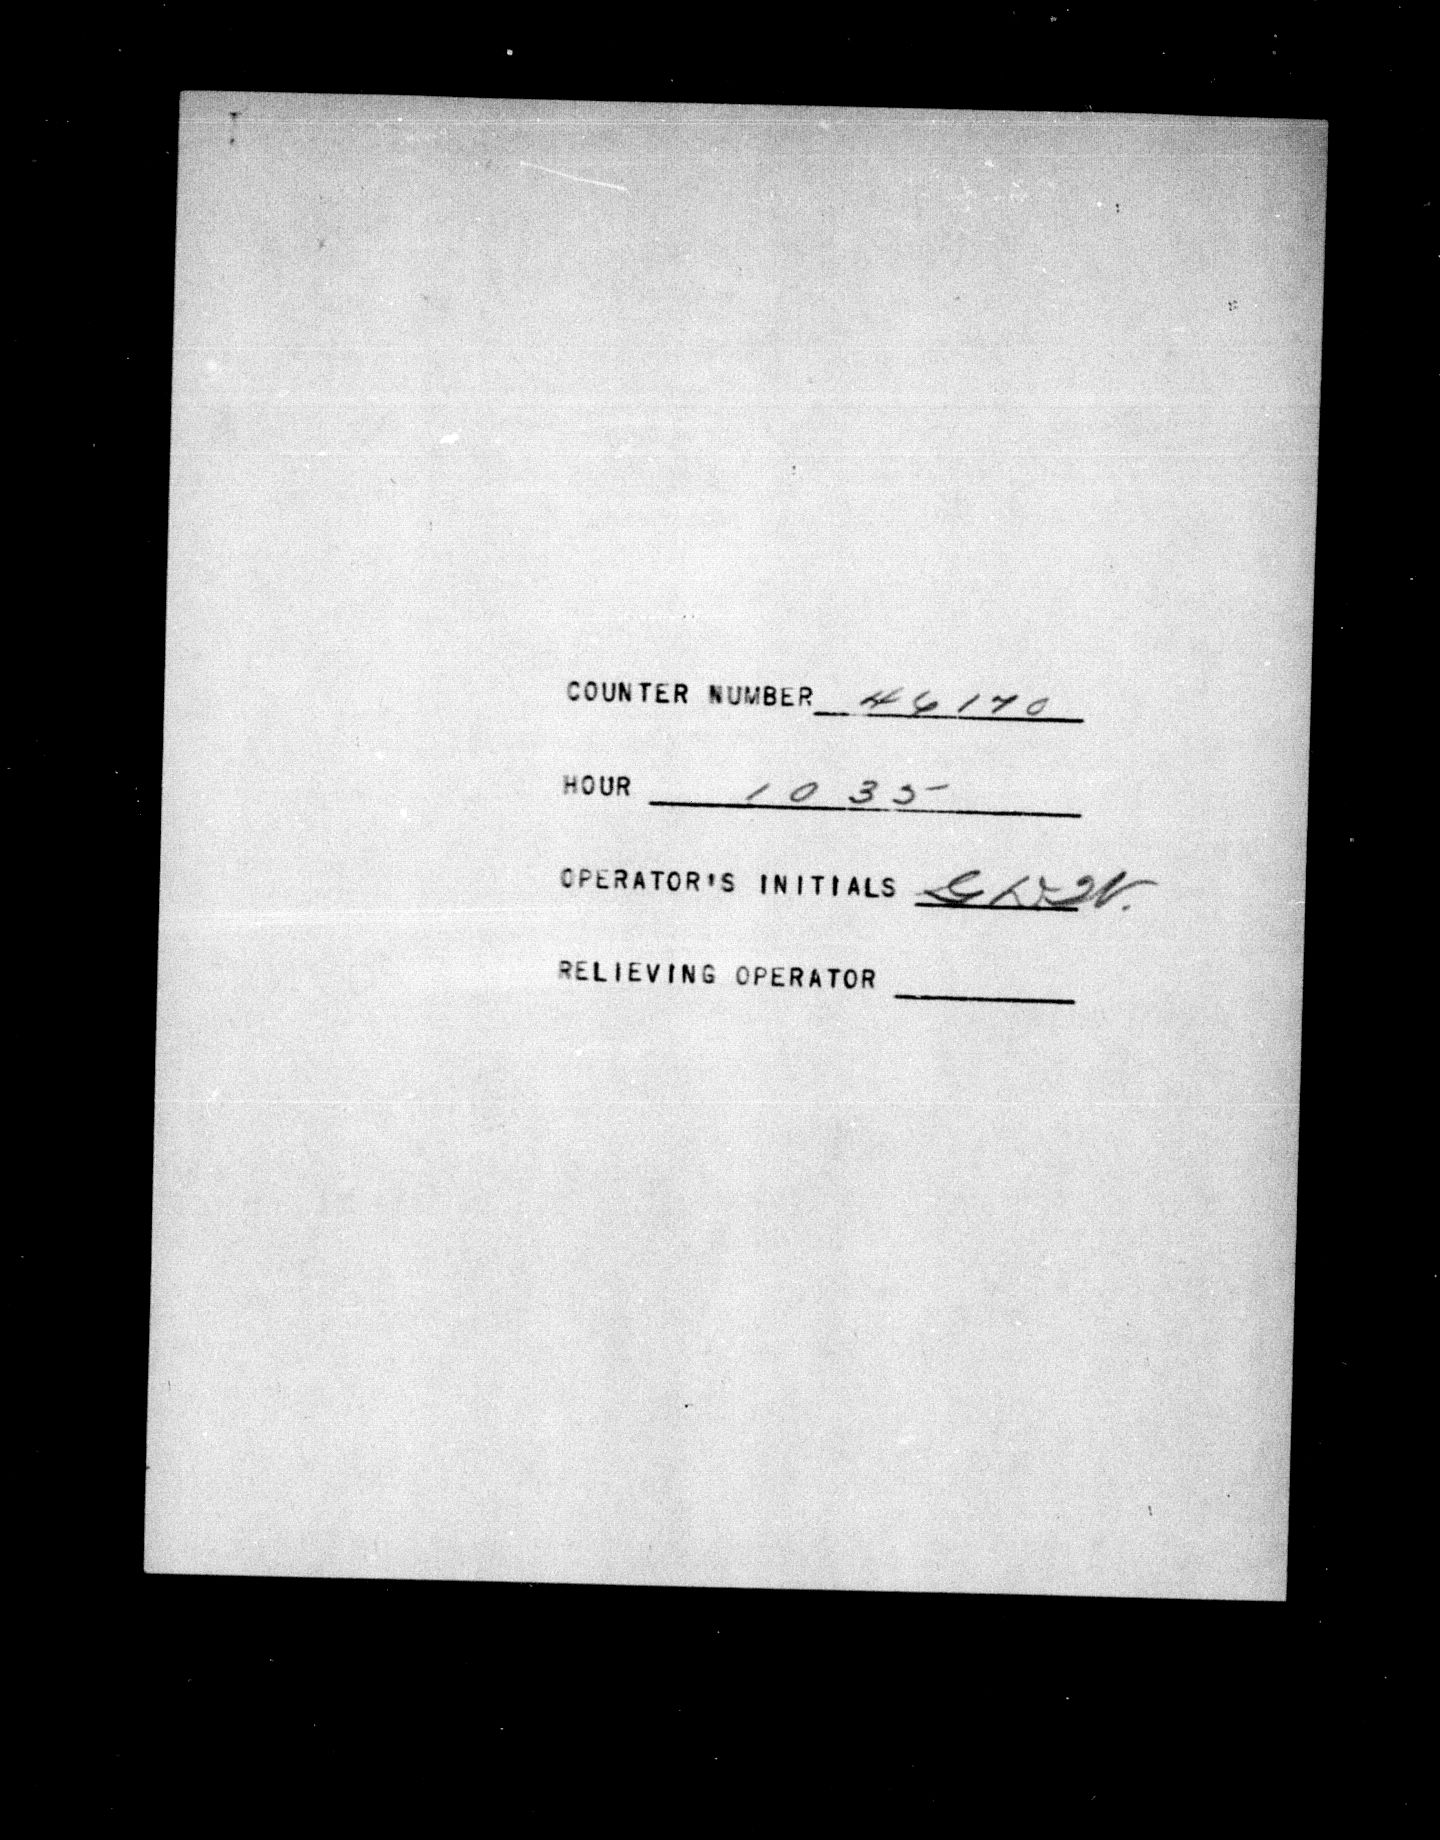 COUNTER NUMBER 46170
HOUR 1035
OPERATOR'S INITIALS
RELIEVING OPERATOR